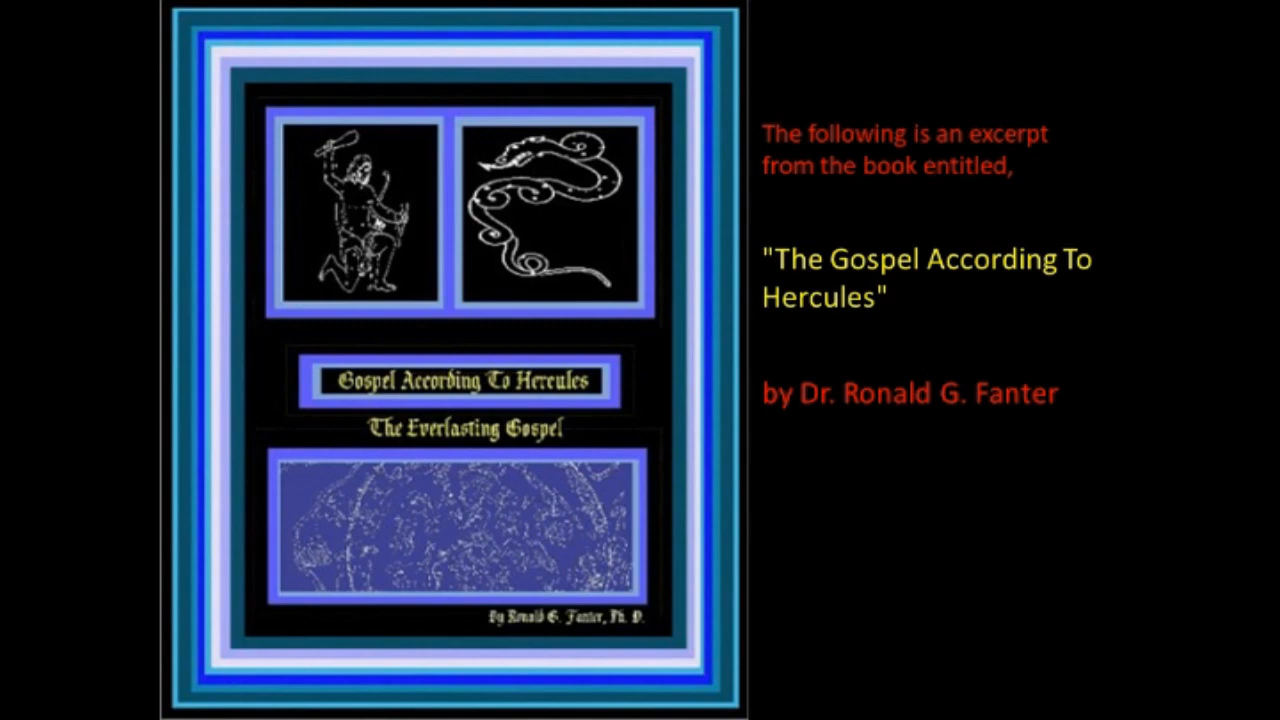 Gospel According To Hercules
The Everlasting Gospel
By Ronald G. Fanter, Ph. D.
The following is an excerpt
from the book entitled,
"The Gospel According To
Hercules"
by Dr. Ronald G. Fanter